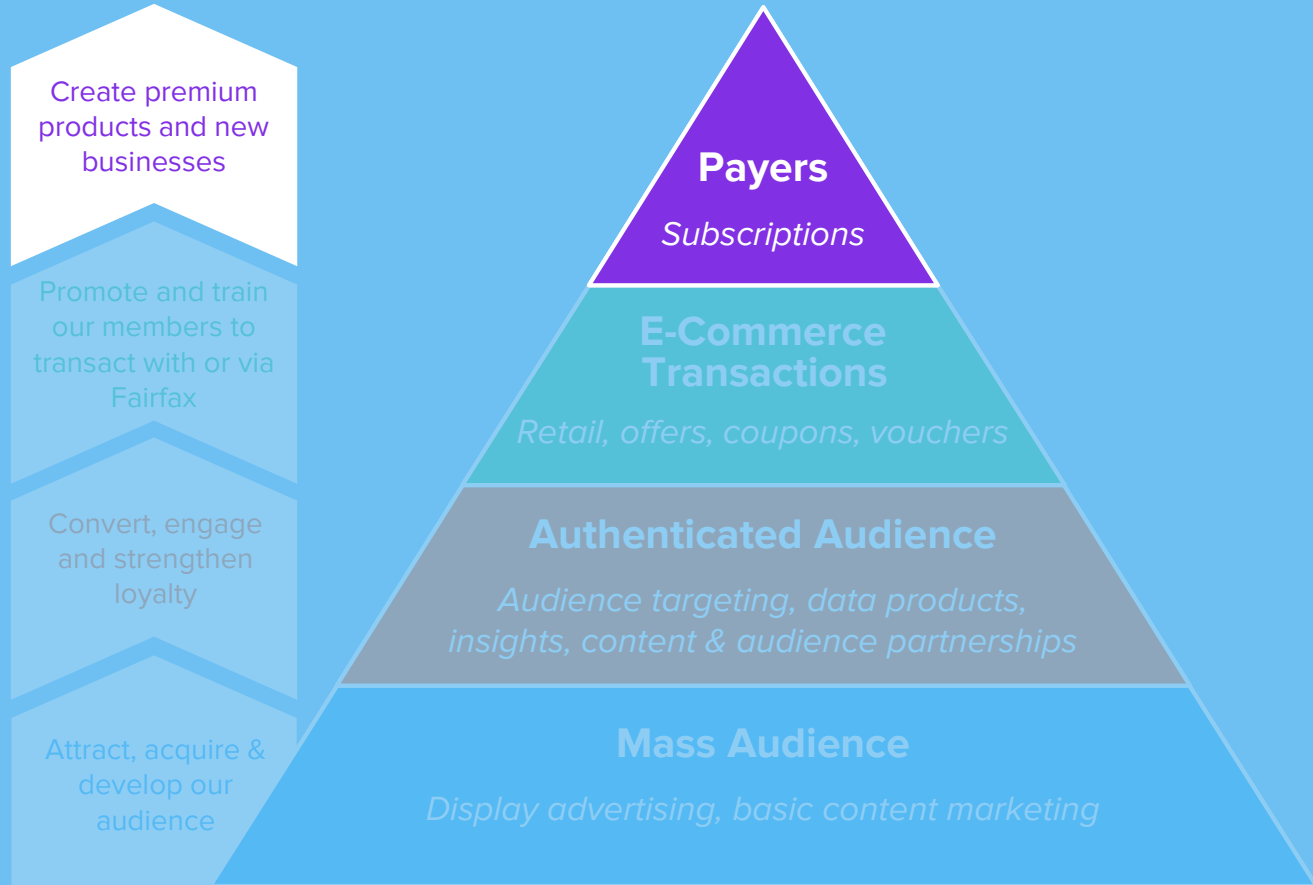 Create premium
products and new
businesses
Payers
Subscriptions
Promote and train
our members to
transact with or via
Fairfax
E-Commerce
Transactions
Retail, offers, coupons, vouchers
Convert, engage
and strengthen
loyalty
Authenticated Audience
Audience targeting, data products,
insights, content & audience partnerships
Attract, acquire &
develop our
audience
Mass Audience
Display advertising, basic content marketing